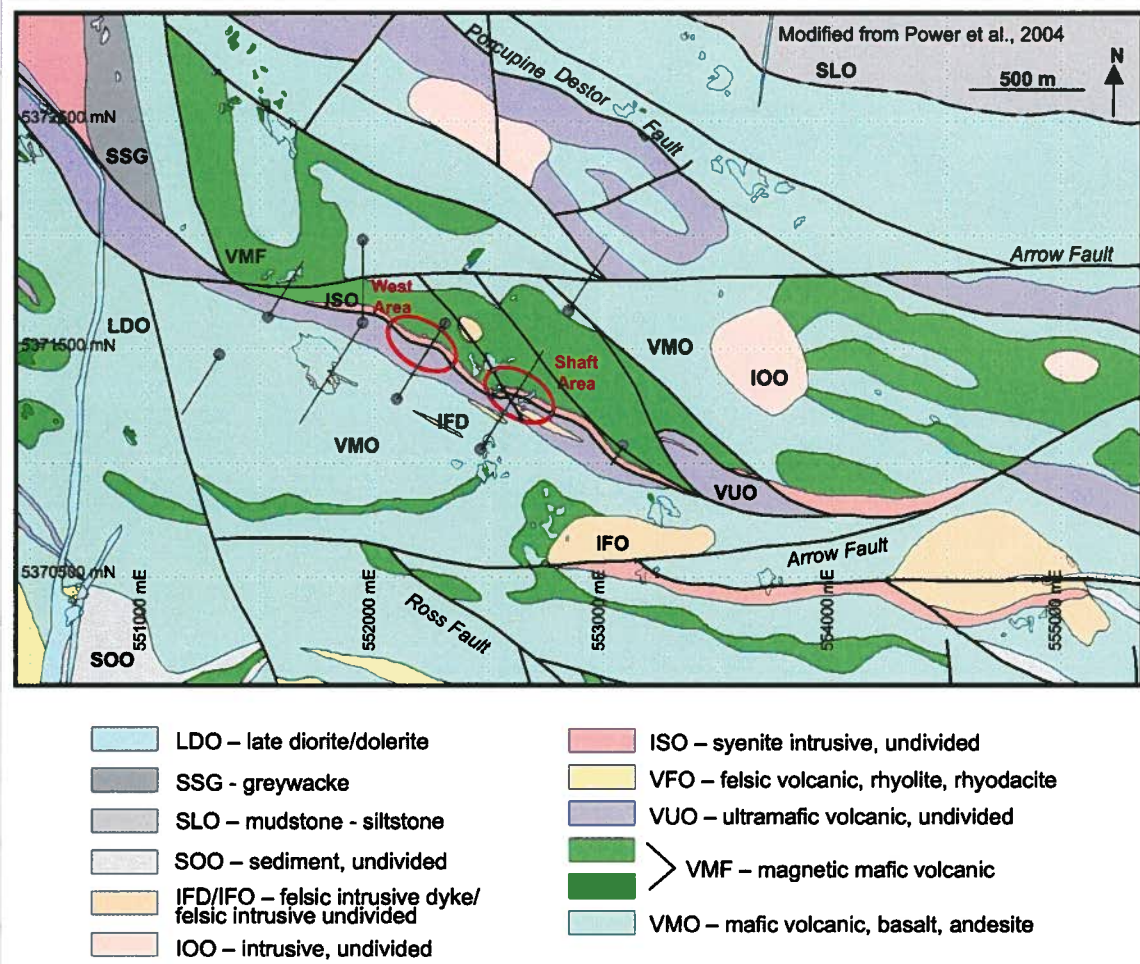 Modified from Power et al., 2004
Porcupine Destor Fault
SLO
500 m
N
5372500 mN
SSG
VMF
Arrow Fault
ISO
West
Area
LDO
5371500 mN
VMO
Shaft
Area
IOO
IFD
VMO
VUO
IFO
Arrow Fault
5370500 mN
551000 mE
552000 mE
553000 mE
554000 mE
555000 mE
Ross Fault
SOO
LDO – late diorite/dolerite
SSG - greywacke
SLO – mudstone - siltstone
SOO – sediment, undivided
IFD/IFO – felsic intrusive dyke/
felsic intrusive undivided
IOO – intrusive, undivided
ISO – syenite intrusive, undivided
VFO – felsic volcanic, rhyolite, rhyodacite
VUO – ultramafic volcanic, undivided
VMF – magnetic mafic volcanic
VMO – mafic volcanic, basalt, andesite